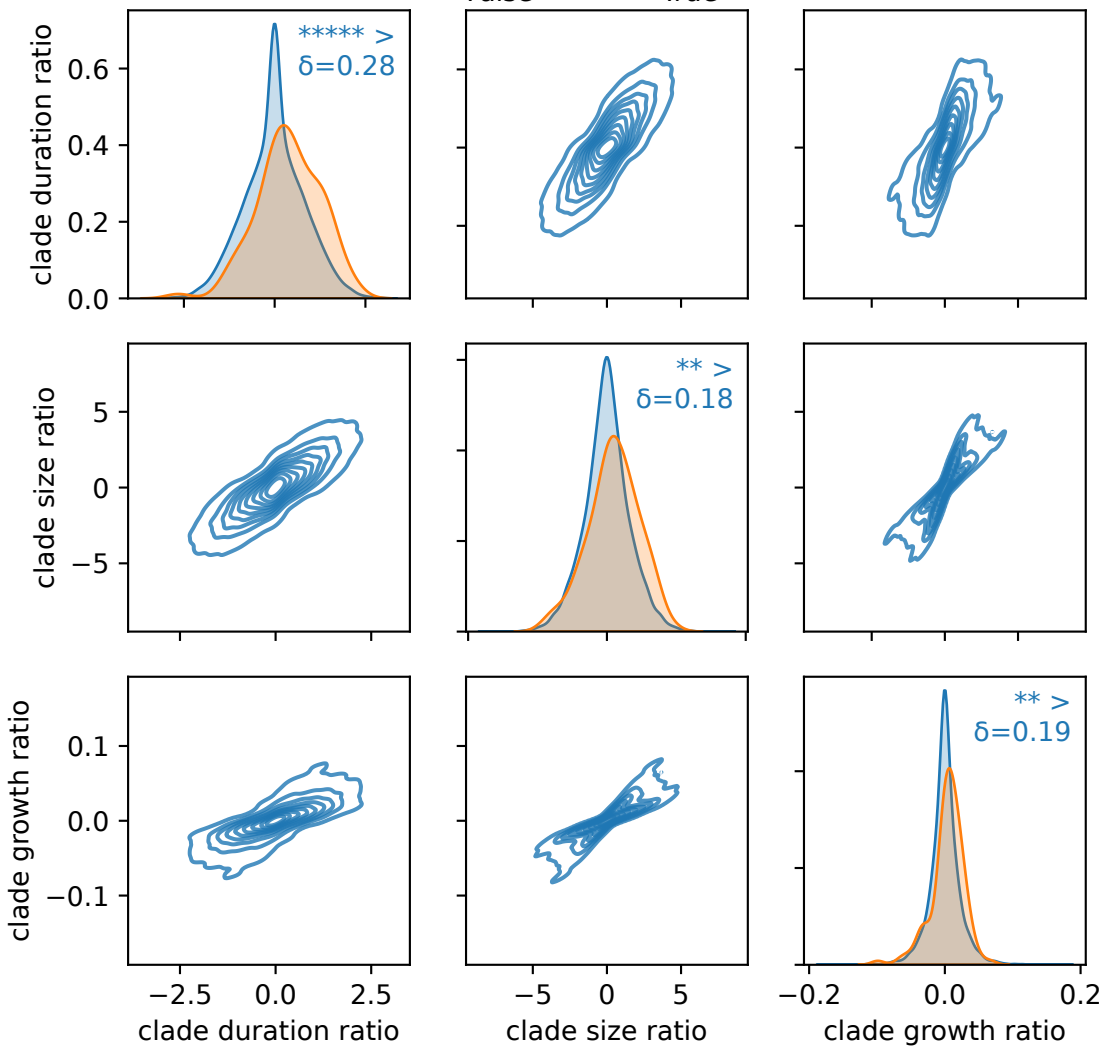 ***** >
δ=0.28
clade duration ratio
0.6
0.4
0.2
0.0
** >
δ=0.18
clade size ratio
5
0
−5
** >
δ=0.19
clade growth ratio
0.1
0.0
−0.1
−2.5 0.0 2.5 −5 0 5 −0.2 0.0 0.2
clade duration ratio clade size ratio clade growth ratio